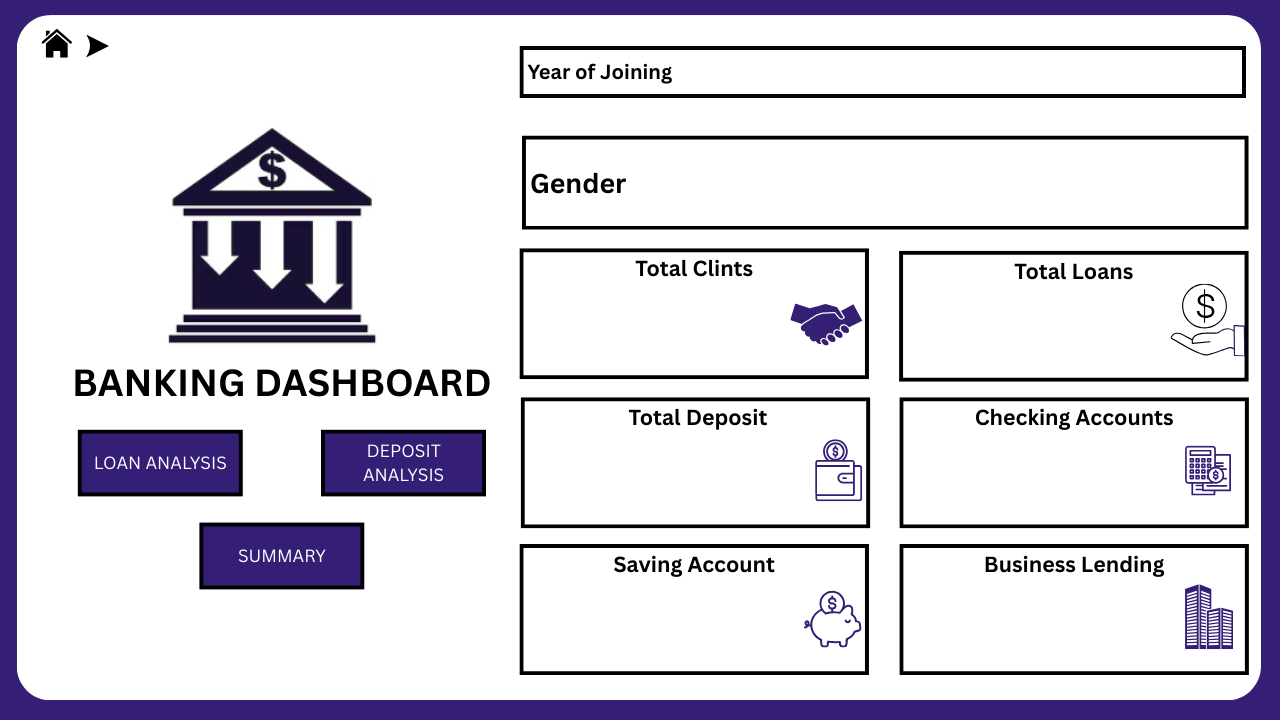 Year of Joining
Gender
$
BANKING DASHBOARD
LOAN ANALYSIS
DEPOSIT
ANALYSIS
SUMMARY
Total Clints
Total Loans
$
Total Deposit
$
Checking Accounts
$
Saving Account
$
Business Lending